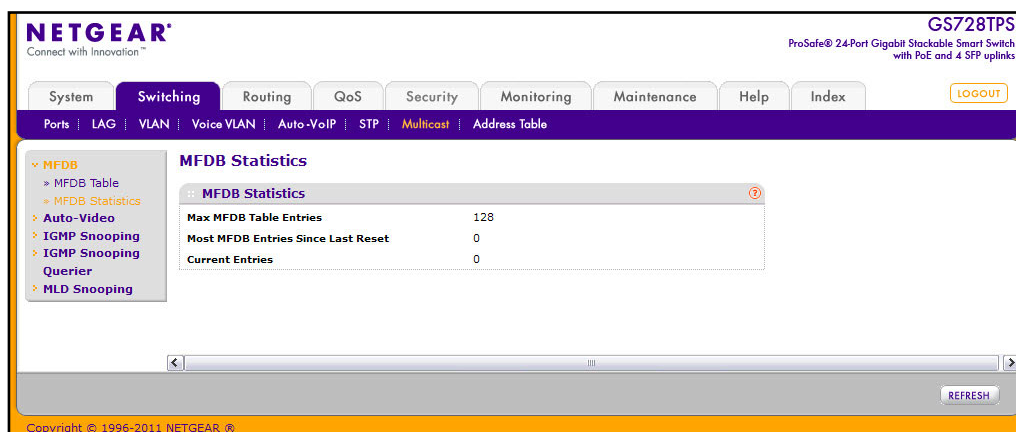 NETGEAR®
Connect with Innovation™
GS728TPS
ProSafe® 24-Port Gigabit Stackable Smart Switch
with PoE and 4 SFP uplinks
System Switching Routing QoS Security Monitoring Maintenance Help Index LOGOUT
Ports LAG VLAN Voice VLAN Auto-VoIP STP Multicast Address Table
MFDB
» MFDB Table
» MFDB Statistics
Auto-Video
IGMP Snooping
IGMP Snooping
Querier
MLD Snooping
MFDB Statistics
MFDB Statistics ?
Max MFDB Table Entries 128
Most MFDB Entries Since Last Reset 0
Current Entries 0
REFRESH
Copyright © 1996-2011 NETGEAR ®